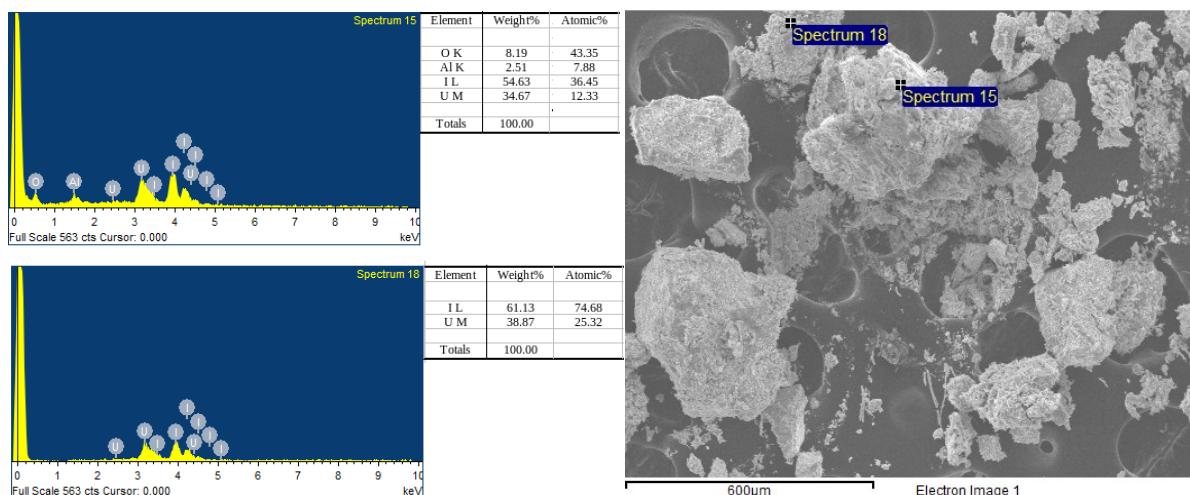 Spectrum 15
O Al U U I I I I U I I
0 1 2 3 4 5 6 7 8 9 10
Full Scale 563 cts Cursor: 0.000 keV
Element Weight% Atomic%
O K 8.19 43.35
Al K 2.51 7.88
I L 54.63 36.45
U M 34.67 12.33
Totals 100.00
Spectrum 18
U U I I I I U I I
0 1 2 3 4 5 6 7 8 9 10
Full Scale 563 cts Cursor: 0.000 keV
Element Weight% Atomic%
I L 61.13 74.68
U M 38.87 25.32
Totals 100.00
Spectrum 18
Spectrum 15
600µm Electron Image 1